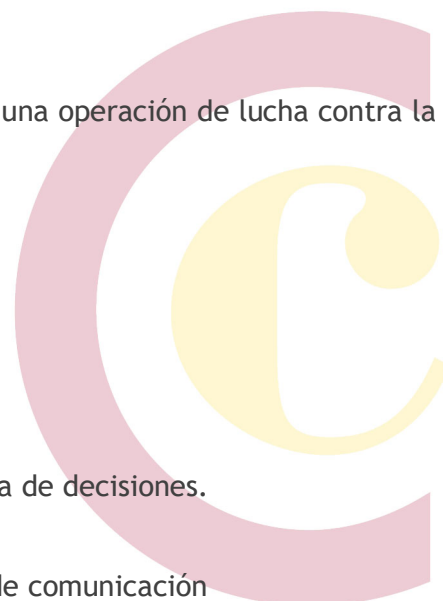 una operación de lucha contra la
a de decisiones.
de comunicación